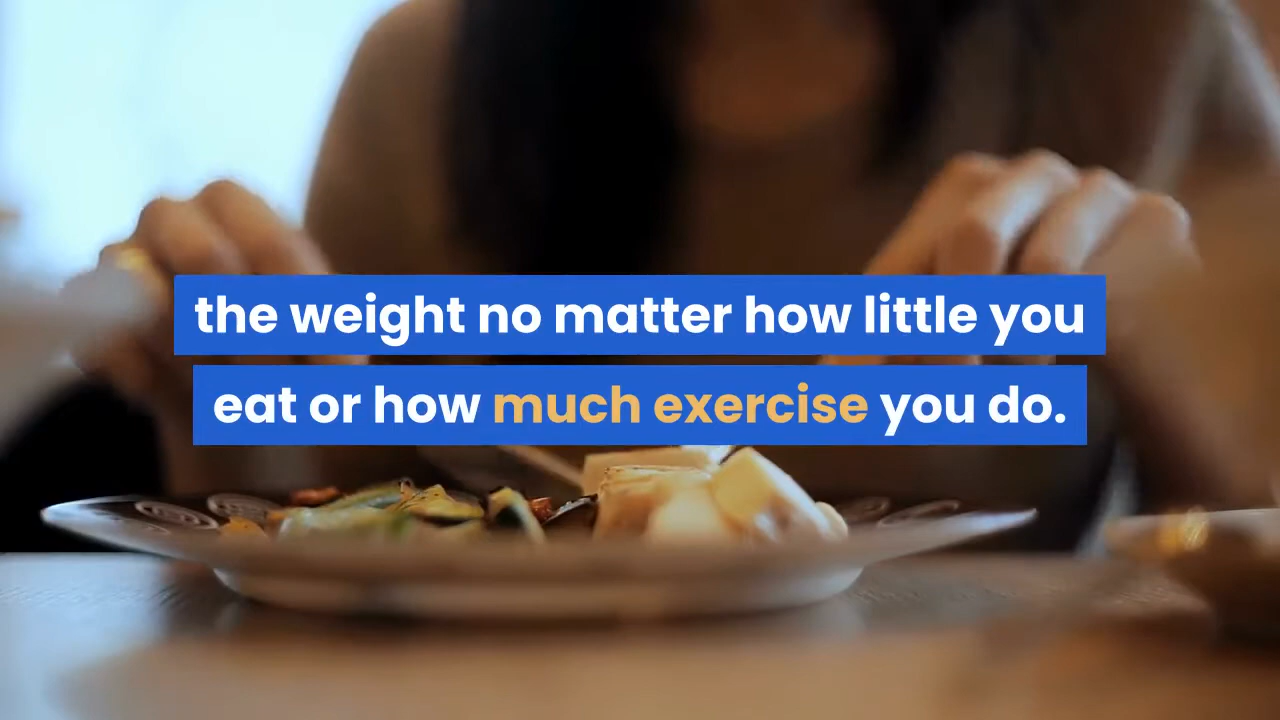 the weight no matter how little you
eat or how much exercise you do.